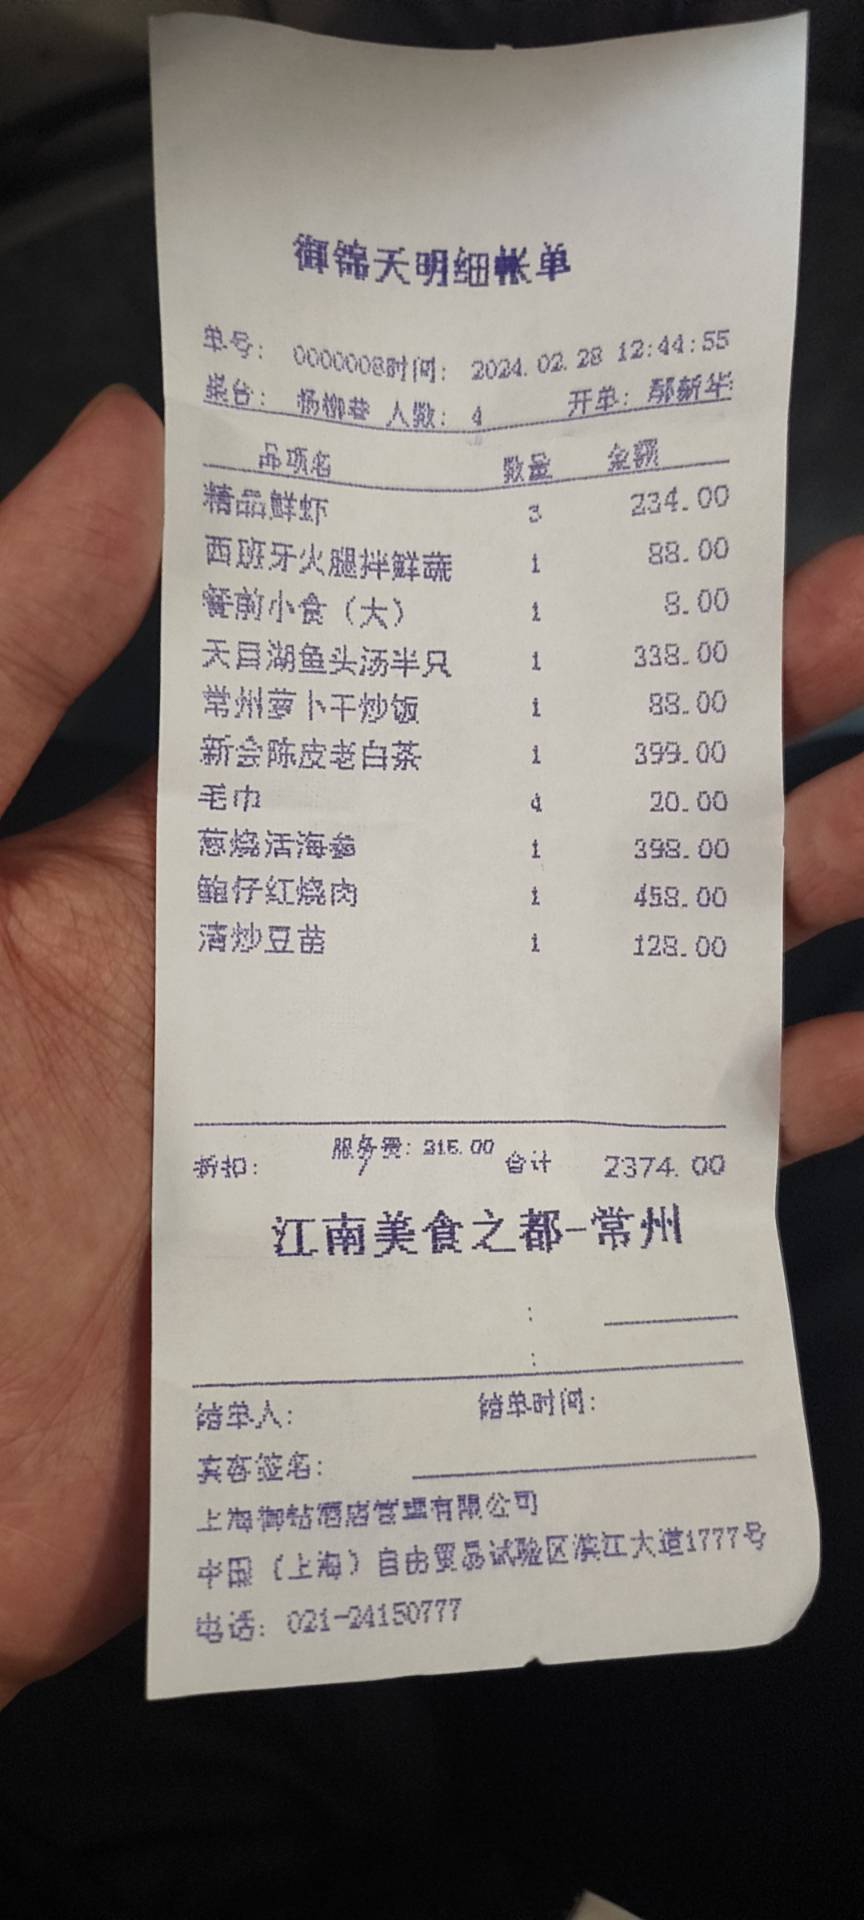 御锦天明细帐单
单号： 0000008时间： 2024.02.28 12:44:55
桌台： 杨柳巷 人数： 4 开单： 鄢新华
品项名 数量 金额
精品鲜虾 3 234.00
西班牙火腿拌鲜蔬 1 88.00
餐前小食（大） 1 8.00
天目湖鱼头汤半只 1 338.00
常州萝卜干炒饭 1 88.00
新会陈皮老白茶 1 399.00
毛巾 4 20.00
葱烧活海参 1 398.00
鲍仔红烧肉 1 458.00
清炒豆苗 1 128.00
折扣： / 服务费：215.00 合计 2374.00
江南美食之都-常州
:
:
结单人： 结单时间：
宾客签名：
上海御钻酒店管理有限公司
中国（上海）自由贸易试验区滨江大道1777号
电话：021-24150777